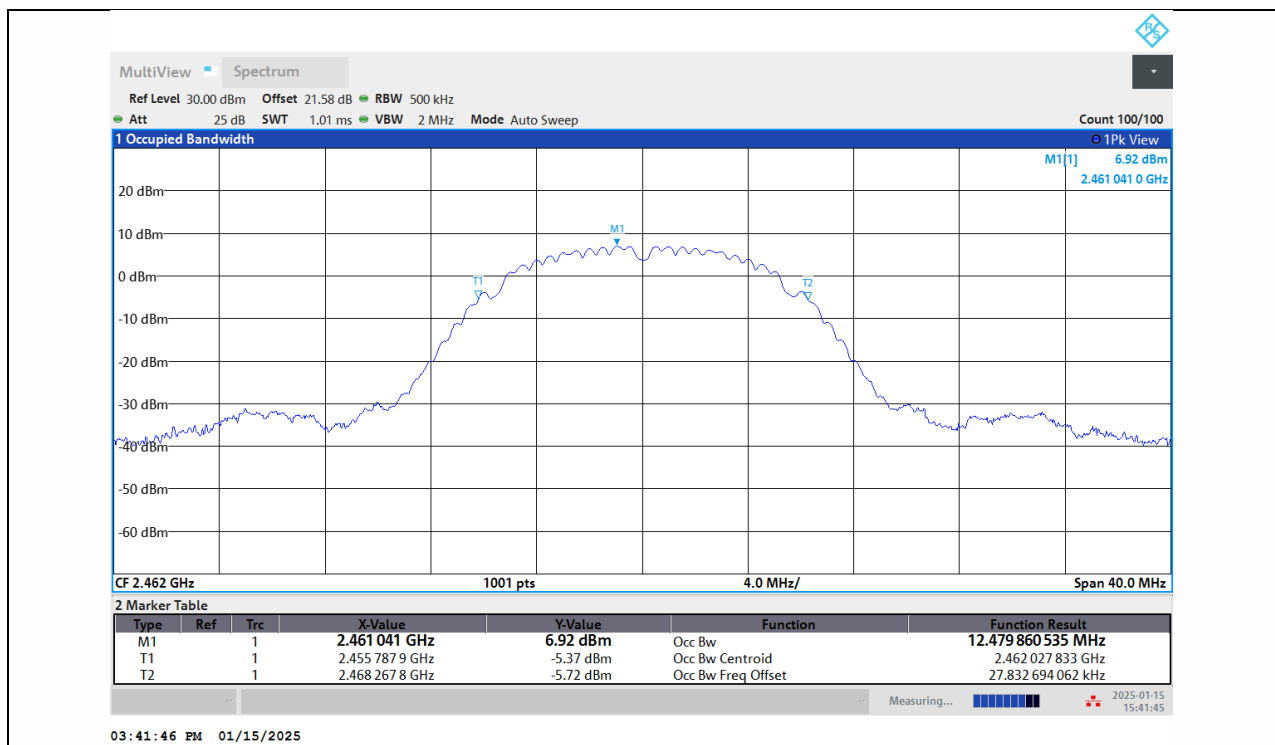 R&S
MultiView Spectrum
Ref Level 30.00 dBm Offset 21.58 dB RBW 500 kHz
Att 25 dB SWT 1.01 ms VBW 2 MHz Mode Auto Sweep Count 100/100
1 Occupied Bandwidth 1Pk View
M1[1] 6.92 dBm
2.461 041 0 GHz
20 dBm
M1
10 dBm
T1 T2
0 dBm
-10 dBm
-20 dBm
-30 dBm
-40 dBm
-50 dBm
-60 dBm
CF 2.462 GHz 1001 pts 4.0 MHz/ Span 40.0 MHz
2 Marker Table
Type Ref Trc X-Value Y-Value Function Function Result
M1 1 2.461 041 GHz 6.92 dBm Occ Bw 12.479 860 535 MHz
T1 1 2.455 787 9 GHz -5.37 dBm Occ Bw Centroid 2.462 027 833 GHz
T2 1 2.468 267 8 GHz -5.72 dBm Occ Bw Freq Offset 27.832 694 062 kHz
Measuring... 2025-01-15
15:41:45
03:41:46 PM 01/15/2025